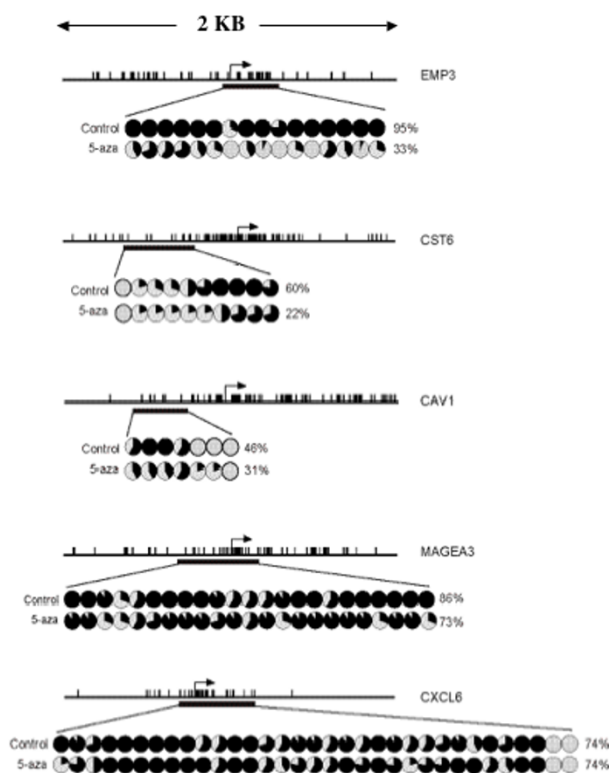 2 KB
EMP3
Control 95%
5-aza 33%
CST6
Control 60%
5-aza 22%
CAV1
Control 46%
5-aza 31%
MAGEA3
Control 86%
5-aza 73%
CXCL6
Control 74%
5-aza 74%